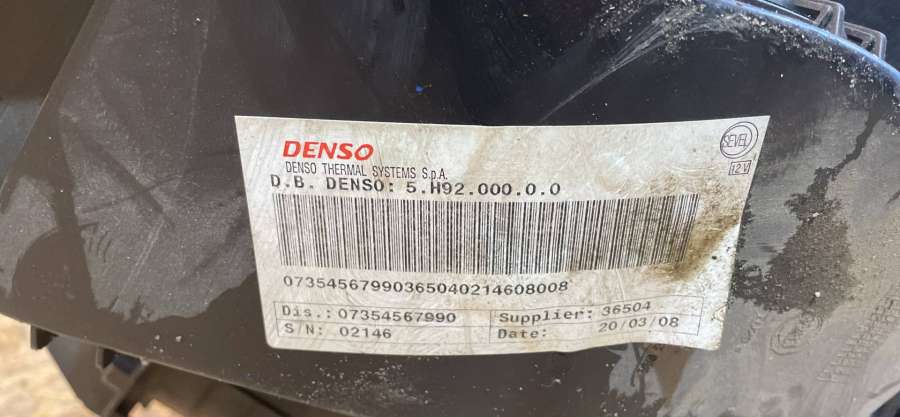 DENSO
DENSO THERMAL SYSTEMS S.p.A.
D.B. DENSO: 5.H92.000.0.0
SEVEL
12V
07354567990365040214608008
Dis.: 07354567990
S/N: 02146
Supplier: 36504
Date: 20/03/08